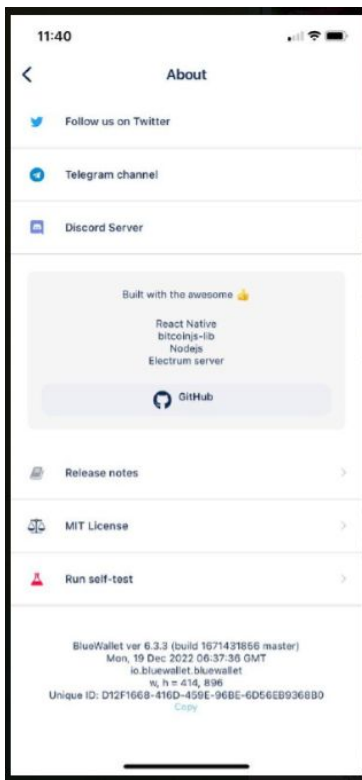 11:40
About
Follow us on Twitter
Telegram channel
Discord Server
Built with the awesome 👍
React Native
bitcoinjs-lib
Nodejs
Electrum server
GitHub
Release notes
MIT License
Run self-test
BlueWallet ver 6.3.3 (build 1671431856 master)
Mon, 19 Dec 2022 06:37:36 GMT
io.bluewallet.bluewallet
w, h = 414, 896
Unique ID: D12F1668-416D-459E-96BE-6D56EB9368B0
Copy